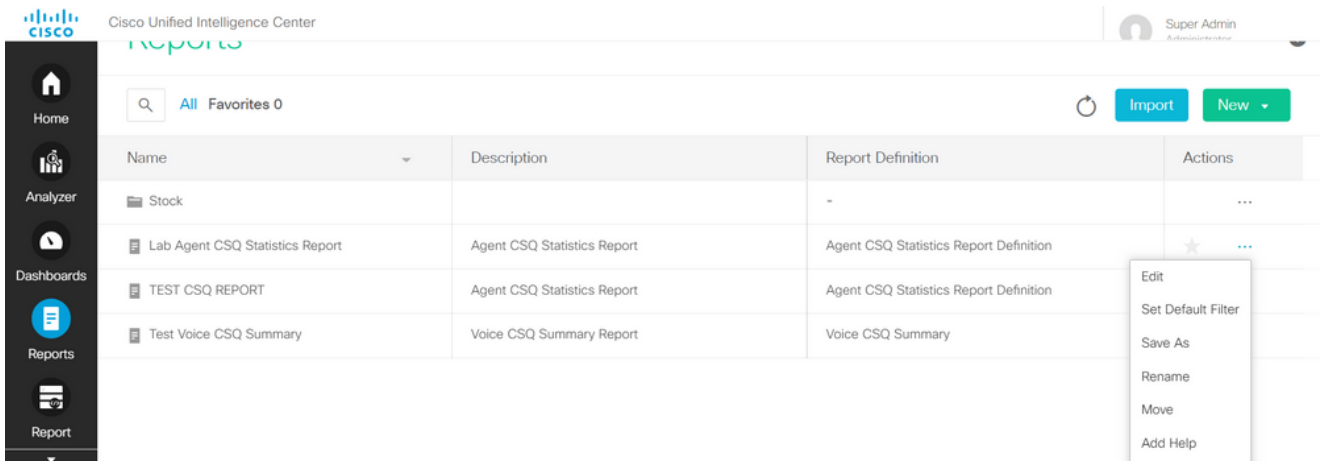 CISCO
Cisco Unified Intelligence Center
Super Admin
Administrator
Reports
Home
Analyzer
Dashboards
Reports
Report
All Favorites 0
Import
New
Name Description Report Definition Actions
Stock - ...
Lab Agent CSQ Statistics Report Agent CSQ Statistics Report Agent CSQ Statistics Report Definition ...
TEST CSQ REPORT Agent CSQ Statistics Report Agent CSQ Statistics Report Definition
Test Voice CSQ Summary Voice CSQ Summary Report Voice CSQ Summary
Edit
Set Default Filter
Save As
Rename
Move
Add Help